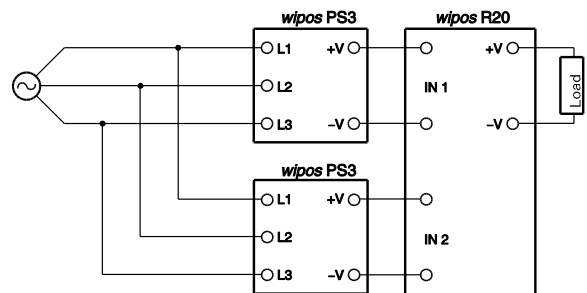 wipos PS3
wipos R20
L1 +V
L2
L3 −V
IN 1
+V
−V
Load
wipos PS3
L1 +V
L2
L3 −V
IN 2